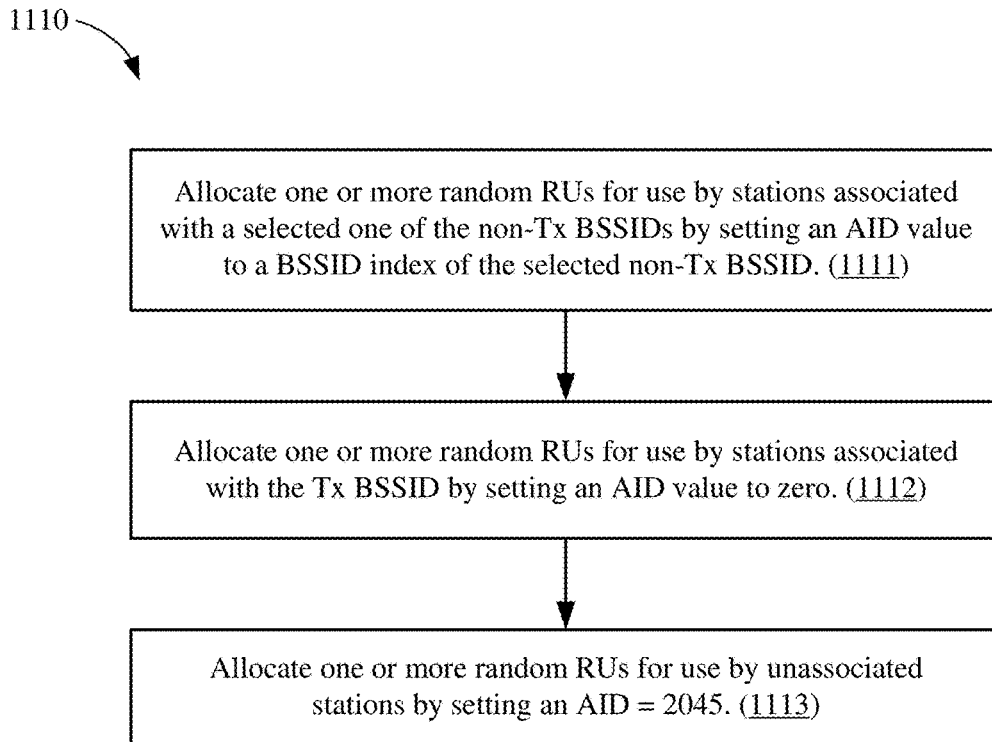 1110
Allocate one or more random RUs for use by stations associated
with a selected one of the non-Tx BSSIDs by setting an AID value
to a BSSID index of the selected non-Tx BSSID. (1111)
Allocate one or more random RUs for use by stations associated
with the Tx BSSID by setting an AID value to zero. (1112)
Allocate one or more random RUs for use by unassociated
stations by setting an AID = 2045. (1113)